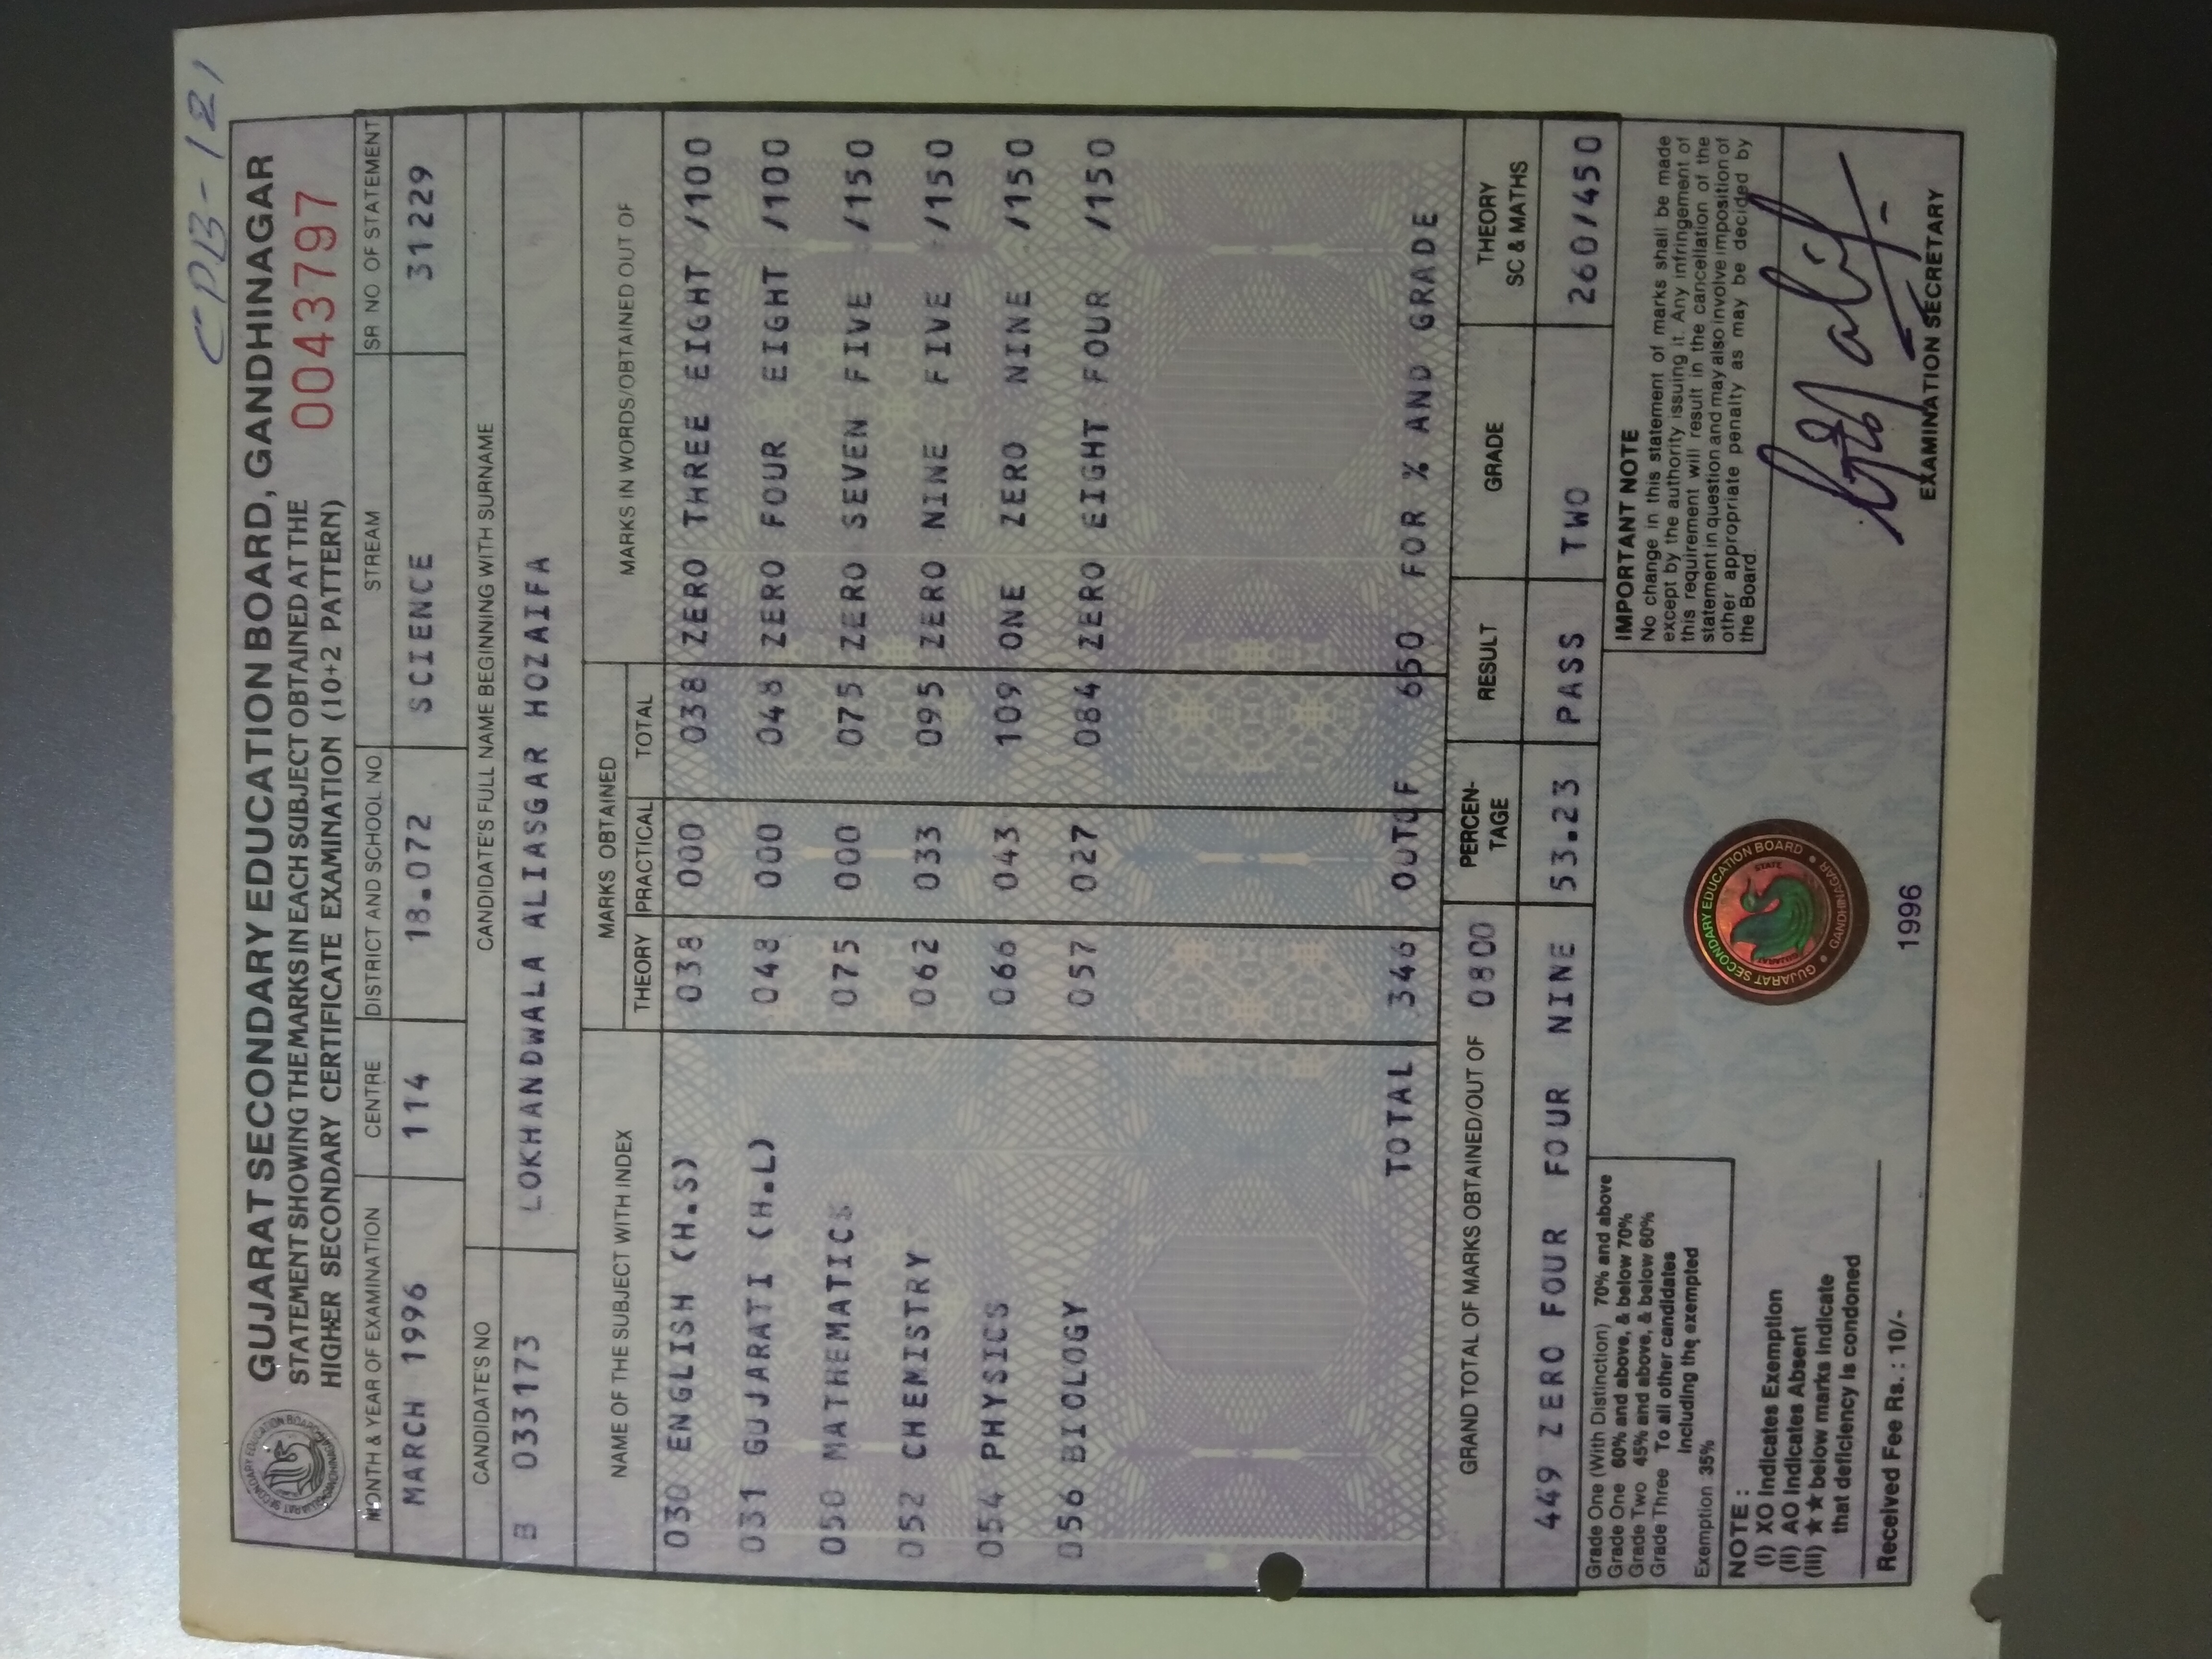 CPB-121
GUJARAT SECONDARY EDUCATION BOARD, GANDHINAGAR
STATEMENT SHOWING THE MARKS IN EACH SUBJECT OBTAINED AT THE
HIGHER SECONDARY CERTIFICATE EXAMINATION (10+2 PATTERN)
0043797
MONTH & YEAR OF EXAMINATION CENTRE DISTRICT AND SCHOOL NO STREAM SR NO OF STATEMENT
MARCH 1996 114 18.072 SCIENCE 31229
CANDIDATE'S NO CANDIDATE'S FULL NAME BEGINNING WITH SURNAME
B 033173 LOKHANDWALA ALIASGAR HOZAIFA
NAME OF THE SUBJECT WITH INDEX MARKS OBTAINED MARKS IN WORDS/OBTAINED OUT OF
THEORY PRACTICAL TOTAL
030 ENGLISH (H.S) 038 000 038 ZERO THREE EIGHT /100
031 GUJARATI (H.L) 048 000 048 ZERO FOUR EIGHT /100
050 MATHEMATICS 075 000 075 ZERO SEVEN FIVE /150
052 CHEMISTRY 062 033 095 ZERO NINE FIVE /150
054 PHYSICS 066 043 109 ONE ZERO NINE /150
056 BIOLOGY 057 027 084 ZERO EIGHT FOUR /150
TOTAL 346 OUTOF 650 FOR % AND GRADE
GRAND TOTAL OF MARKS OBTAINED/OUT OF 0800 PERCEN-TAGE RESULT GRADE THEORY SC & MATHS
449 ZERO FOUR FOUR NINE 53.23 PASS TWO 260/450
Grade One (With Distinction) 70% and above
Grade One 60% and above, & below 70%
Grade Two 45% and above, & below 60%
Grade Three To all other candidates
including the exempted
Exemption 35%
NOTE :
(i) XO Indicates Exemption
(ii) AO Indicates Absent
(iii) ★★ below marks indicate
that deficiency is condoned
Received Fee Rs. : 10/-
GUJARAT SECONDARY EDUCATION BOARD
GANDHINAGAR
1996
IMPORTANT NOTE
No change in this statement of marks shall be made
except by the authority issuing it. Any infringement of
this requirement will result in the cancellation of the
statement in question and may also involve imposition of
other appropriate penalty as may be decided by
the Board.
EXAMINATION SECRETARY